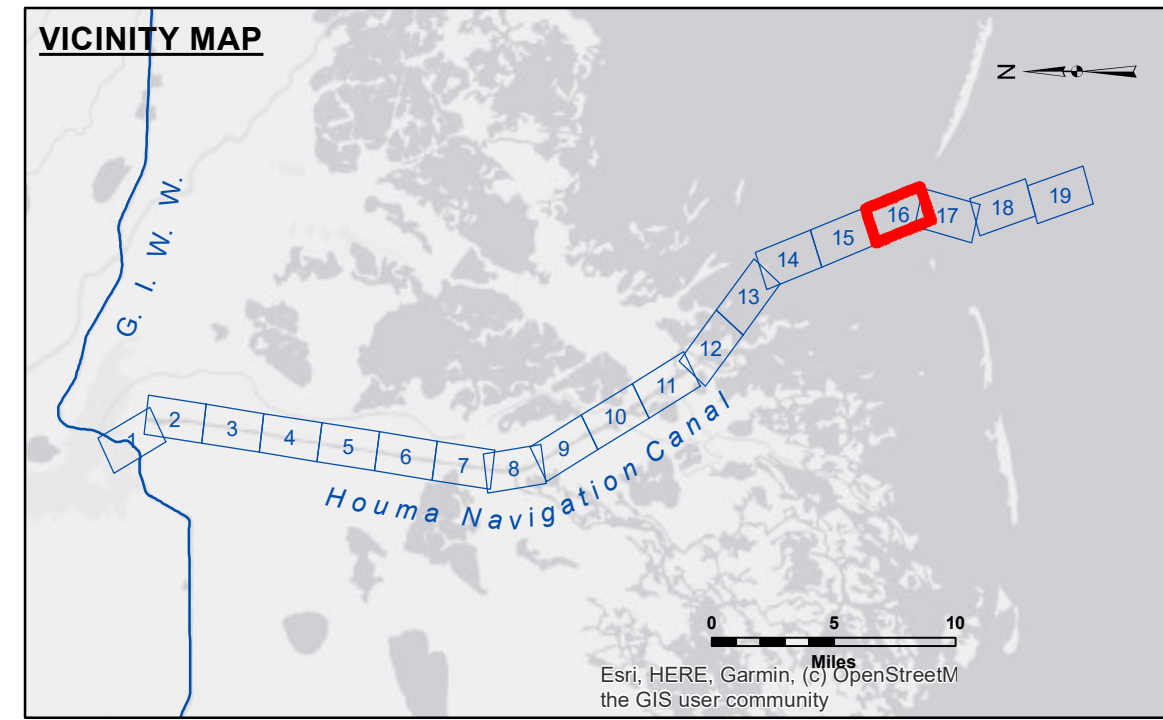 VICINITY MAP
N
G. I. W. W.
1
2
3
4
5
6
7
8
9
10
11
12
13
14
15
16
17
18
19
Houma Navigation Canal
0 5 10
Miles
Esri, HERE, Garmin, (c) OpenStreetM
the GIS user community